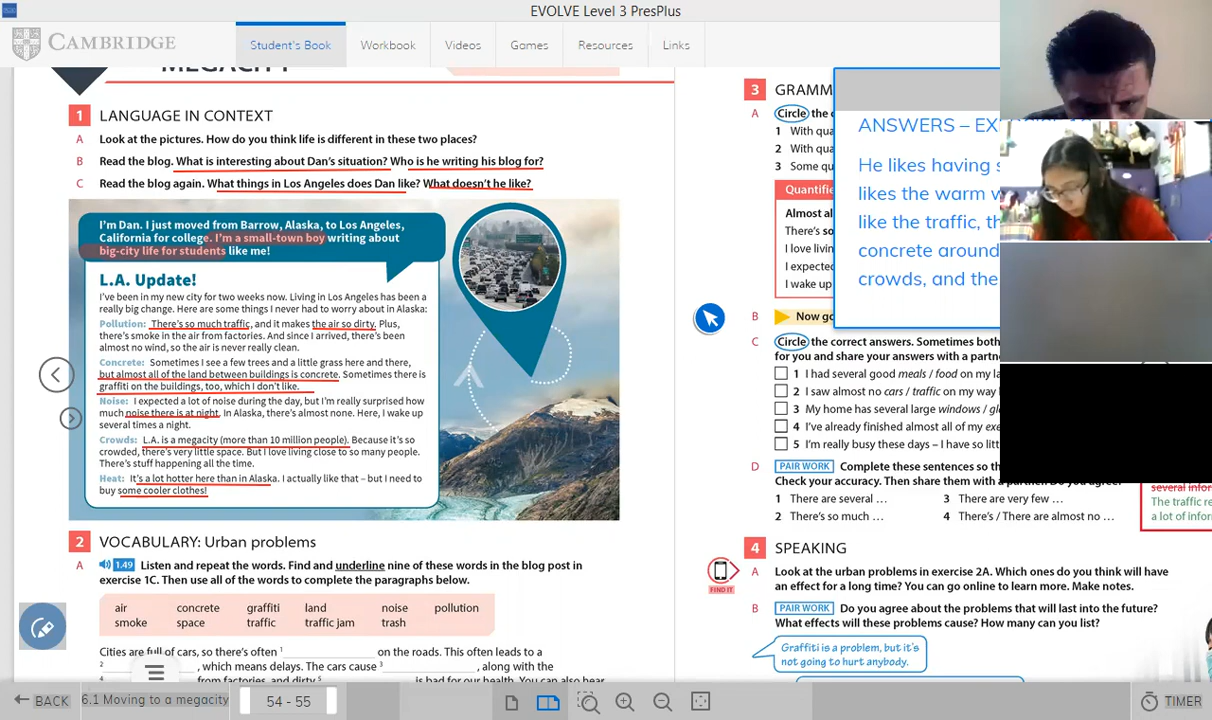 EVOLVE Level 3 PresPlus
CAMBRIDGE
Student's Book
Workbook
Videos
Games
Resources
Links
1 LANGUAGE IN CONTEXT
A Look at the pictures. How do you think life is different in these two places?
B Read the blog. What is interesting about Dan's situation? Who is he writing his blog for?
C Read the blog again. What things in Los Angeles does Dan like? What doesn't he like?
I'm Dan. I just moved from Barrow, Alaska, to Los Angeles,
California for college. I'm a small-town boy writing about
big-city life for students like me!
L.A. Update!
I've been in my new city for two weeks now. Living in Los Angeles has been a
really big change. Here are some things I never had to worry about in Alaska:
Pollution: There's so much traffic, and it makes the air so dirty. Plus,
there's smoke in the air from factories. And since I arrived, there's been
almost no wind, so the air is never really clean.
Concrete: Sometimes I see a few trees and a little grass here and there,
but almost all of the land between buildings is concrete. Sometimes there is
graffiti on the buildings, too, which I don't like.
Noise: I expected a lot of noise during the day, but I'm really surprised how
much noise there is at night. In Alaska, there's almost none. Here, I wake up
several times a night.
Crowds: L.A. is a megacity (more than 10 million people). Because it's so
crowded, there's very little space. But I love living close to so many people.
There's stuff happening all the time.
Heat: It's a lot hotter here than in Alaska. I actually like that – but I need to
buy some cooler clothes!
2 VOCABULARY: Urban problems
A 1.49 Listen and repeat the words. Find and underline nine of these words in the blog post in
exercise 1C. Then use all of the words to complete the paragraphs below.
air concrete graffiti land noise pollution
smoke space traffic traffic jam trash
Cities are full of cars, so there's often 1 on the roads. This often leads to a
2 , which means delays. The cars cause 3 , along with the
4 from factories, and dirty 5 is bad for our health. You can also hear
3 GRAMM
A Circle the c
1 With qua
2 With qua
3 Some qu
Quantifie
Almost al
There's so
I love livin
I expected
I wake up
ANSWERS – EX
He likes having s
likes the warm w
like the traffic, th
concrete around
crowds, and the
B Now go
C Circle the correct answers. Sometimes both
for you and share your answers with a partn
1 I had several good meals / food on my la
2 I saw almost no cars / traffic on my way
3 My home has several large windows / gl
4 I've already finished almost all of my exe
5 I'm really busy these days – I have so litt
D PAIR WORK Complete these sentences so th
Check your accuracy. Then share them with a partner. Do you agree?
1 There are several … 3 There are very few …
2 There's so much … 4 There's / There are almost no …
several infor
The traffic re
a lot of infor
4 SPEAKING
FIND IT
A Look at the urban problems in exercise 2A. Which ones do you think will have
an effect for a long time? You can go online to learn more. Make notes.
B PAIR WORK Do you agree about the problems that will last into the future?
What effects will these problems cause? How many can you list?
Graffiti is a problem, but it's
not going to hurt anybody.
BACK
6.1 Moving to a megacity
54 - 55
TIMER